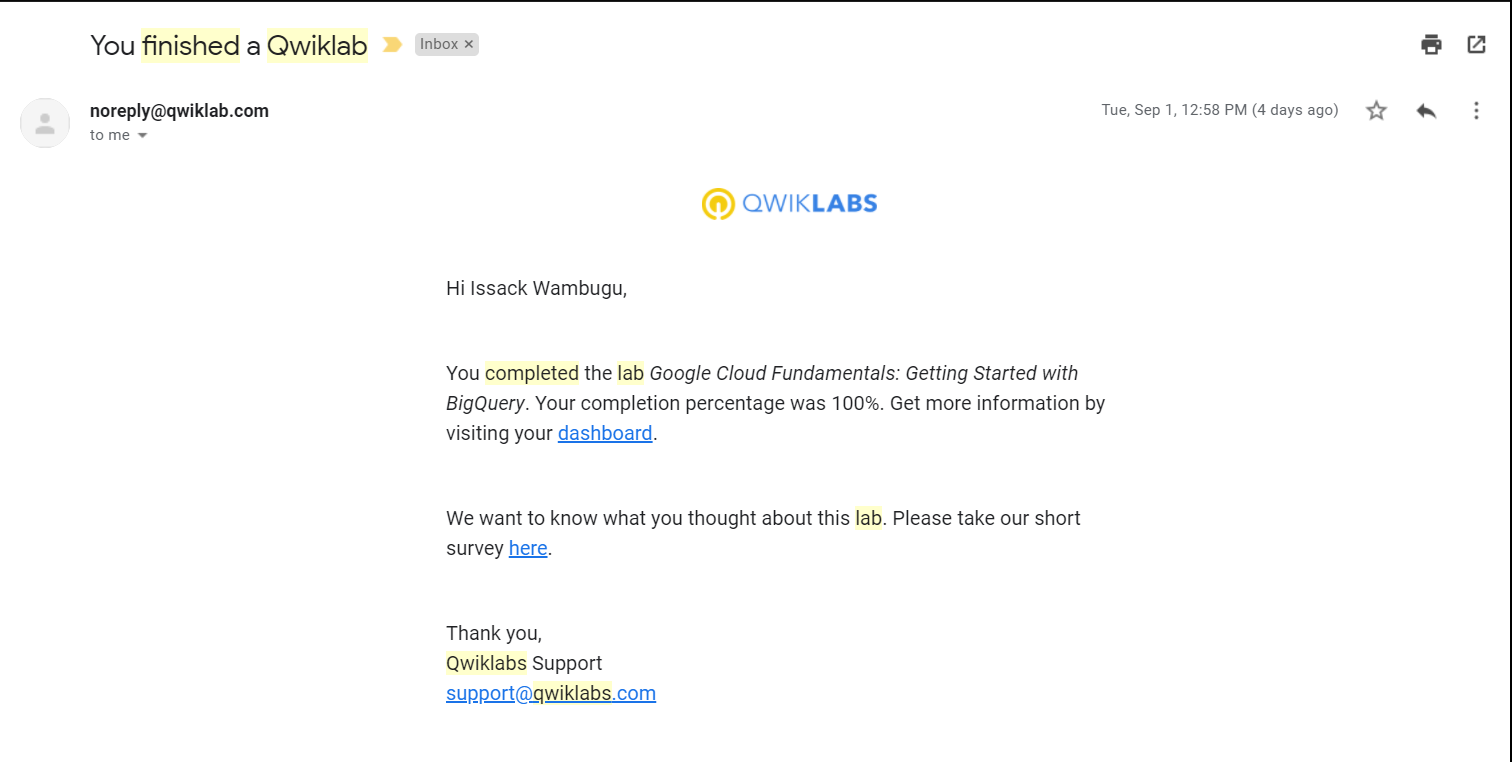 You finished a Qwiklab Inbox ×
noreply@qwiklab.com Tue, Sep 1, 12:58 PM (4 days ago)
to me
QWIKLABS
Hi Issack Wambugu,
You completed the lab Google Cloud Fundamentals: Getting Started with
BigQuery. Your completion percentage was 100%. Get more information by
visiting your dashboard.
We want to know what you thought about this lab. Please take our short
survey here.
Thank you,
Qwiklabs Support
support@qwiklabs.com